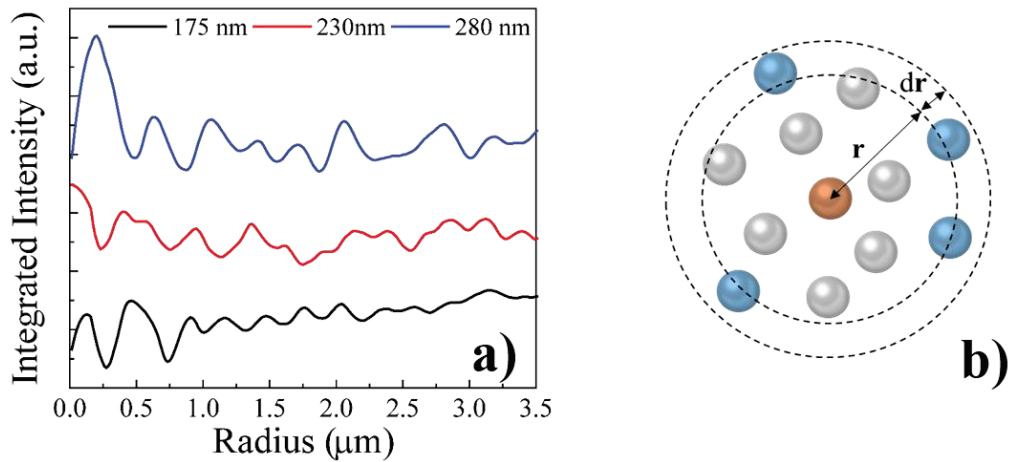 175 nm 230nm 280 nm
Integrated Intensity (a.u.)
a)
0.0 0.5 1.0 1.5 2.0 2.5 3.0 3.5
Radius (μm)
dr
r
b)